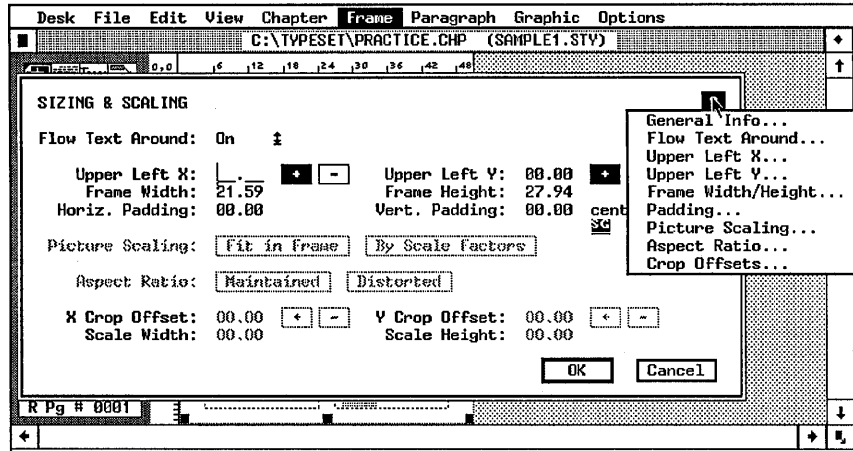 Desk File Edit View Chapter Frame Paragraph Graphic Options
C:\TYPESET\PRACTICE.CHP (SAMPLE1.STY)
0,0 6 12 18 24 30 36 42 48
SIZING & SCALING
Flow Text Around: On
Upper Left X: __.__ + - Upper Left Y: 00.00 +
Frame Width: 21.59 Frame Height: 27.94
Horiz. Padding: 00.00 Vert. Padding: 00.00 cent
Picture Scaling: Fit in Frame By Scale Factors
Aspect Ratio: Maintained Distorted
X Crop Offset: 00.00 + - Y Crop Offset: 00.00 + -
Scale Width: 00.00 Scale Height: 00.00
OK Cancel
General Info...
Flow Text Around...
Upper Left X...
Upper Left Y...
Frame Width/Height...
Padding...
Picture Scaling...
Aspect Ratio...
Crop Offsets...
SG
R Pg # 0001